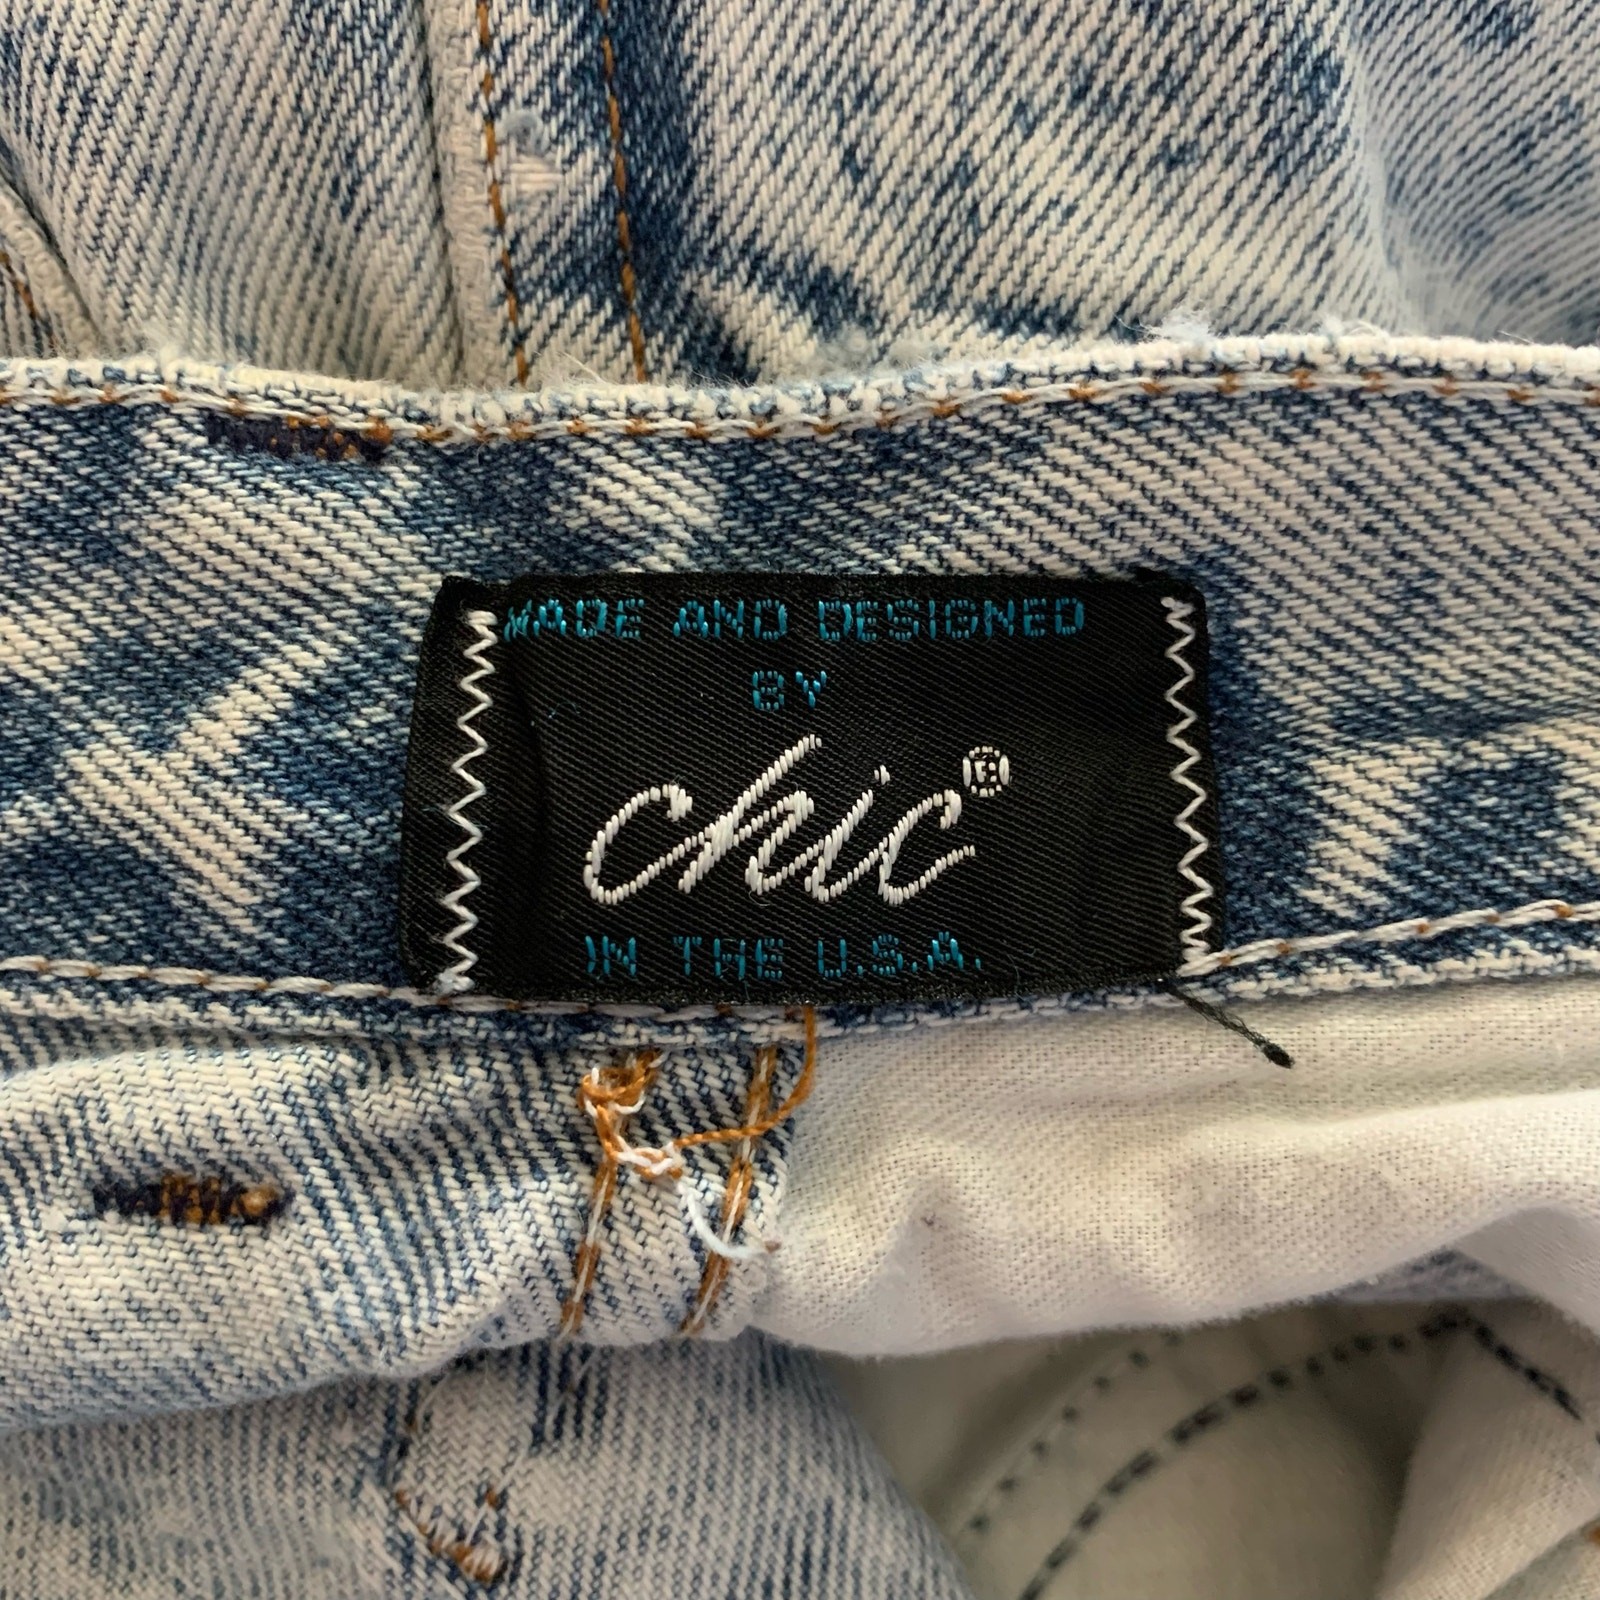 MADE AND DESIGNED
BY
chic®
IN THE U.S.A.